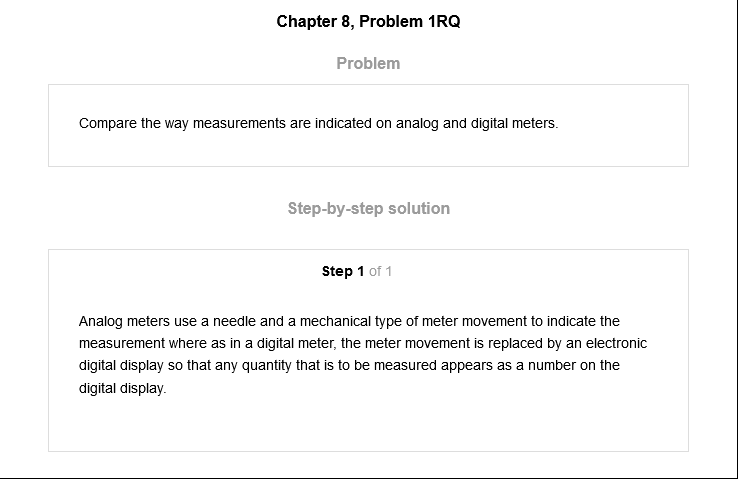 Chapter 8, Problem 1RQ
Problem
Compare the way measurements are indicated on analog and digital meters.
Step-by-step solution
Step 1 of 1
Analog meters use a needle and a mechanical type of meter movement to indicate the
measurement where as in a digital meter, the meter movement is replaced by an electronic
digital display so that any quantity that is to be measured appears as a number on the
digital display.